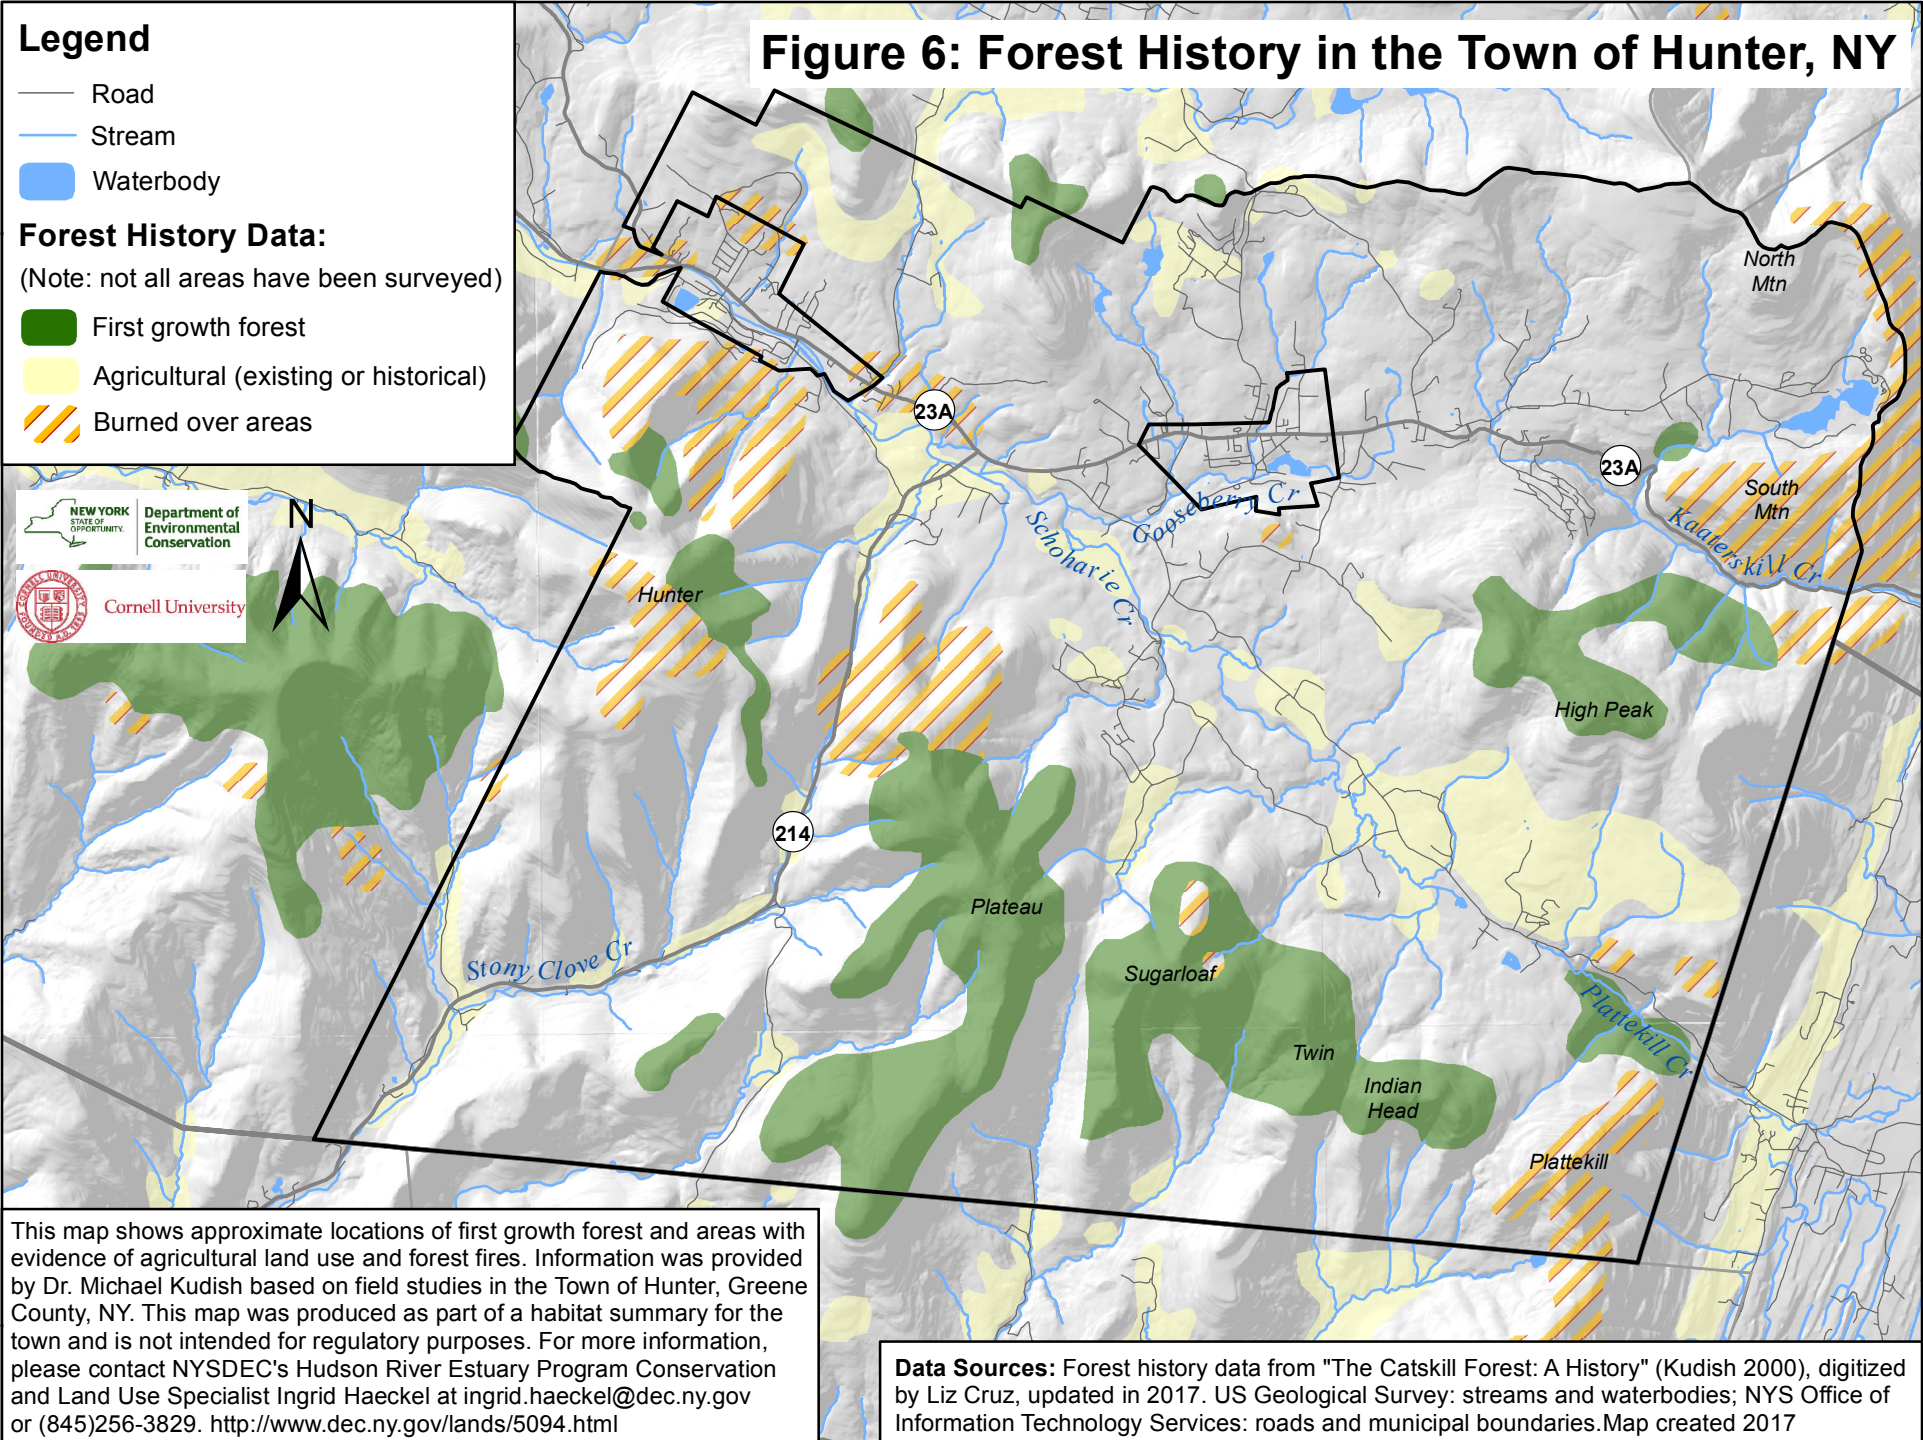 Figure 6: Forest History in the Town of Hunter, NY
Legend
Road
Stream
Waterbody
Forest History Data:
(Note: not all areas have been surveyed)
First growth forest
Agricultural (existing or historical)
Burned over areas
NEW YORK
STATE OF
OPPORTUNITY.
Department of
Environmental
Conservation
CORNELL UNIVERSITY
FOUNDED A.D. 1865
Cornell University
N
North
Mtn
23A
23A
South
Mtn
Gooseberry Cr
Schoharie Cr
Kaaterskill Cr
Hunter
High Peak
214
Plateau
Stony Clove Cr
Sugarloaf
Plattekill Cr
Twin
Indian
Head
Plattekill
This map shows approximate locations of first growth forest and areas with
evidence of agricultural land use and forest fires. Information was provided
by Dr. Michael Kudish based on field studies in the Town of Hunter, Greene
County, NY. This map was produced as part of a habitat summary for the
town and is not intended for regulatory purposes. For more information,
please contact NYSDEC's Hudson River Estuary Program Conservation
and Land Use Specialist Ingrid Haeckel at ingrid.haeckel@dec.ny.gov
or (845)256-3829. http://www.dec.ny.gov/lands/5094.html
Data Sources: Forest history data from "The Catskill Forest: A History" (Kudish 2000), digitized
by Liz Cruz, updated in 2017. US Geological Survey: streams and waterbodies; NYS Office of
Information Technology Services: roads and municipal boundaries.Map created 2017